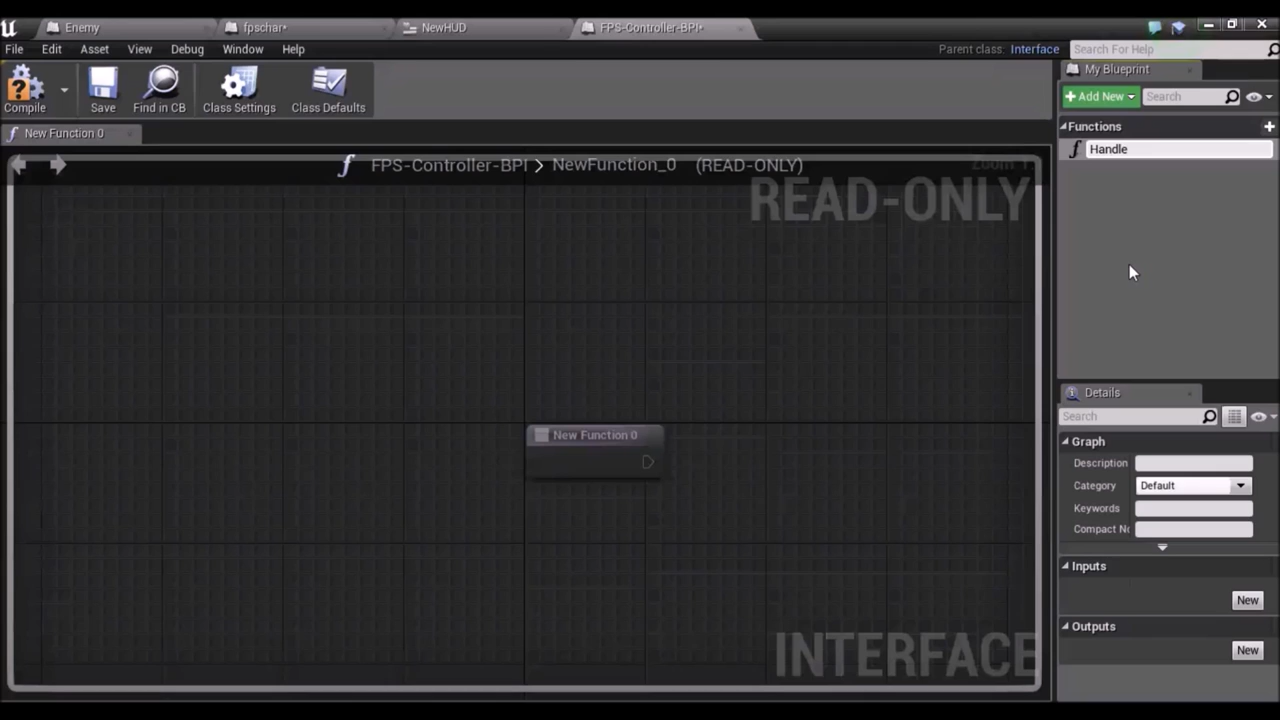 Enemy
fpschar*
NewHUD
FPS-Controller-BPI*
File Edit Asset View Debug Window Help
Parent class: Interface
Search For Help
Compile
Save
Find in CB
Class Settings
Class Defaults
My Blueprint
+ Add New
Search
New Function 0
Functions
Handle
FPS-Controller-BPI > NewFunction_0 (READ-ONLY)
READ-ONLY
New Function 0
INTERFACE
Details
Search
Graph
Description
Category Default
Keywords
Compact No
Inputs
New
Outputs
New